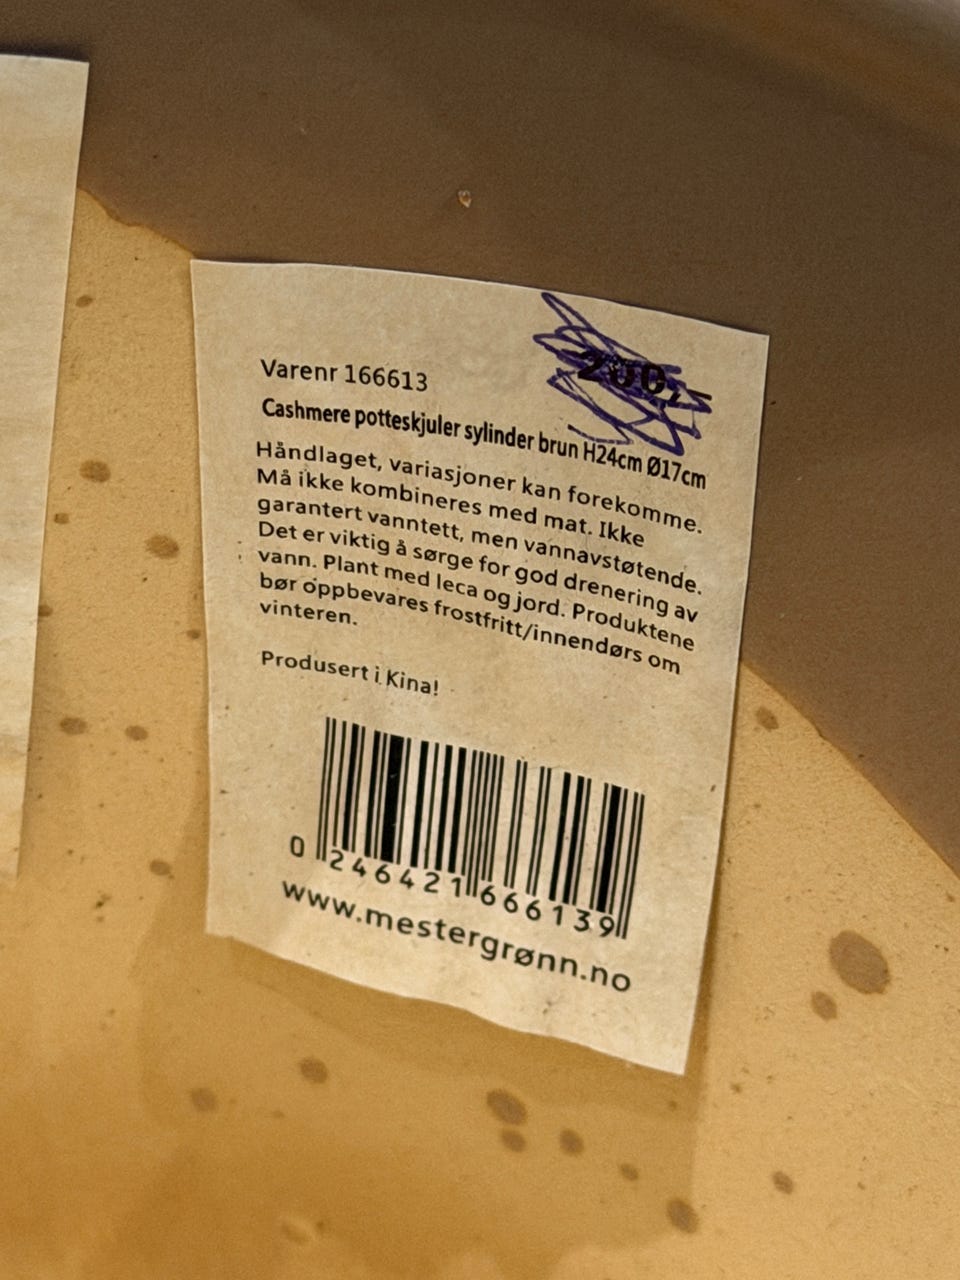 200,-
Varenr 166613
Cashmere potteskjuler sylinder brun H24cm Ø17cm
Håndlaget, variasjoner kan forekomme.
Må ikke kombineres med mat. Ikke
garantert vanntett, men vannavstøtende.
Det er viktig å sørge for god drenering av
vann. Plant med leca og jord. Produktene
bør oppbevares frostfritt/innendørs om
vinteren.
Produsert i Kina!
0 246421 666139
www.mestergrønn.no